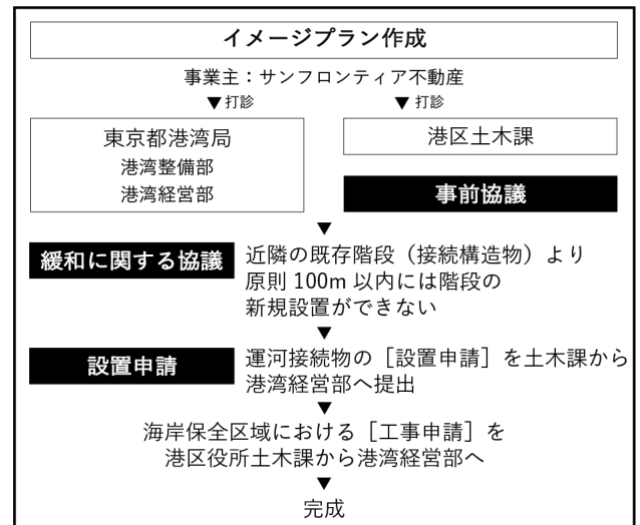 イメージプラン作成
事業主：サンフロンティア不動産
▼打診
▼打診
東京都港湾局
港湾整備部
港湾経営部
港区土木課
事前協議
▼
緩和に関する協議
近隣の既存階段（接続構造物）より
原則 100m 以内には階段の
新規設置ができない
▼
設置申請
運河接続物の［設置申請］を土木課から
港湾経営部へ提出
▼
海岸保全区域における［工事申請］を
港区役所土木課から港湾経営部へ
▼
完成